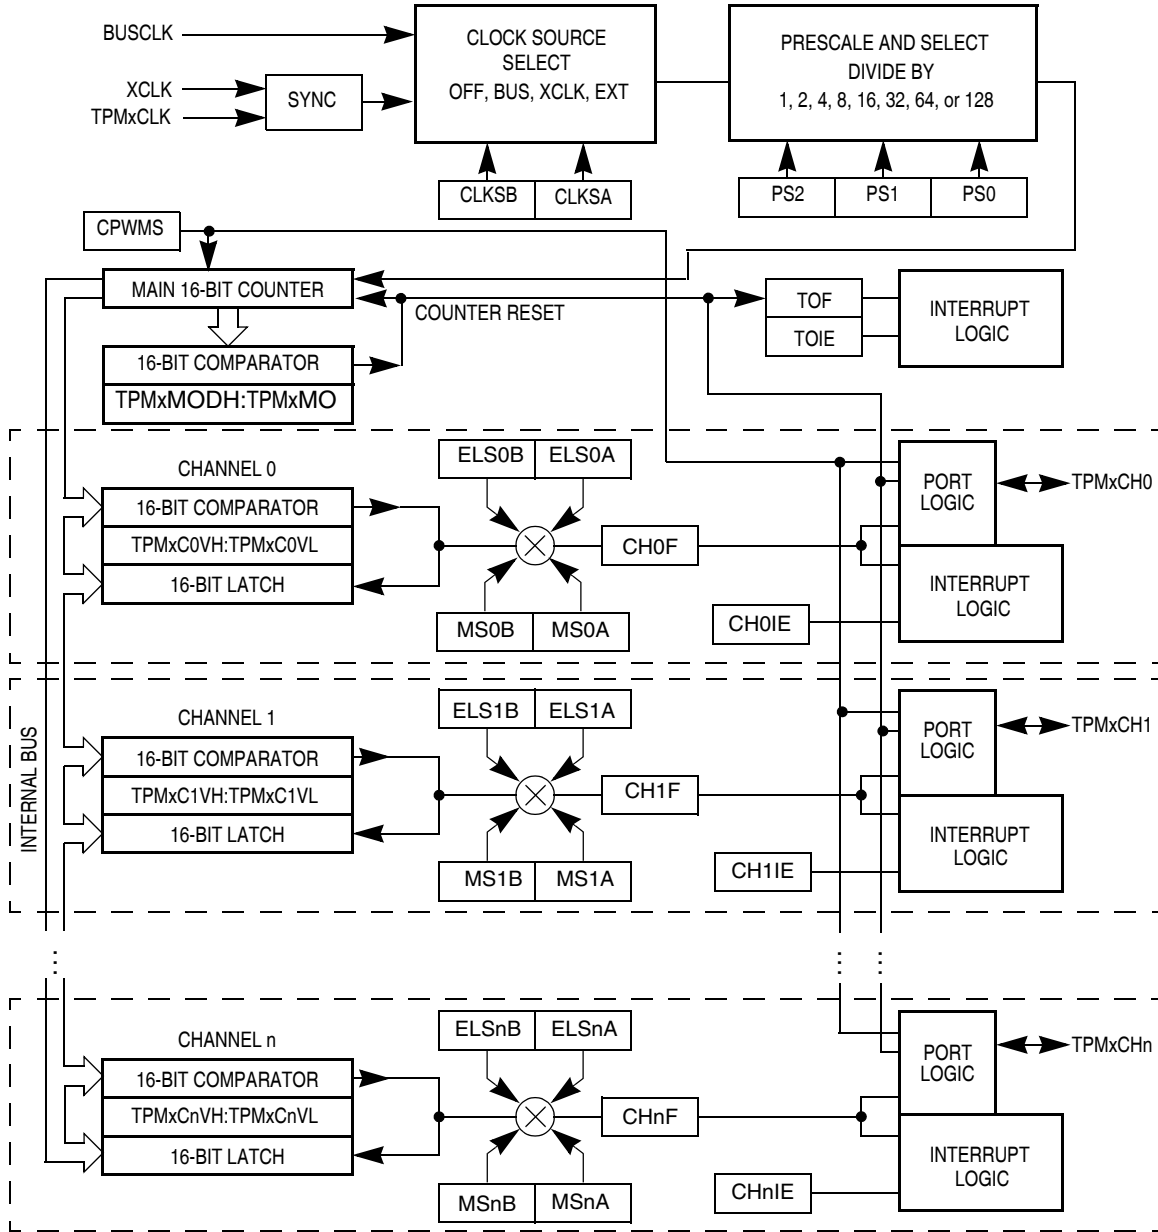 BUSCLK
XCLK
TPMxCLK
SYNC
CLOCK SOURCE
SELECT
OFF, BUS, XCLK, EXT
PRESCALE AND SELECT
DIVIDE BY
1, 2, 4, 8, 16, 32, 64, or 128
CLKSB
CLKSA
PS2
PS1
PS0
CPWMS
MAIN 16-BIT COUNTER
COUNTER RESET
TOF
TOIE
INTERRUPT
LOGIC
16-BIT COMPARATOR
TPMxMODH:TPMxMO
INTERNAL BUS
CHANNEL 0
16-BIT COMPARATOR
TPMxC0VH:TPMxC0VL
16-BIT LATCH
ELS0B
ELS0A
MS0B
MS0A
CH0F
CH0IE
PORT
LOGIC
INTERRUPT
LOGIC
TPMxCH0
CHANNEL 1
16-BIT COMPARATOR
TPMxC1VH:TPMxC1VL
16-BIT LATCH
ELS1B
ELS1A
MS1B
MS1A
CH1F
CH1IE
PORT
LOGIC
INTERRUPT
LOGIC
TPMxCH1
...
...
...
CHANNEL n
16-BIT COMPARATOR
TPMxCnVH:TPMxCnVL
16-BIT LATCH
ELSnB
ELSnA
MSnB
MSnA
CHnF
CHnIE
PORT
LOGIC
INTERRUPT
LOGIC
TPMxCHn